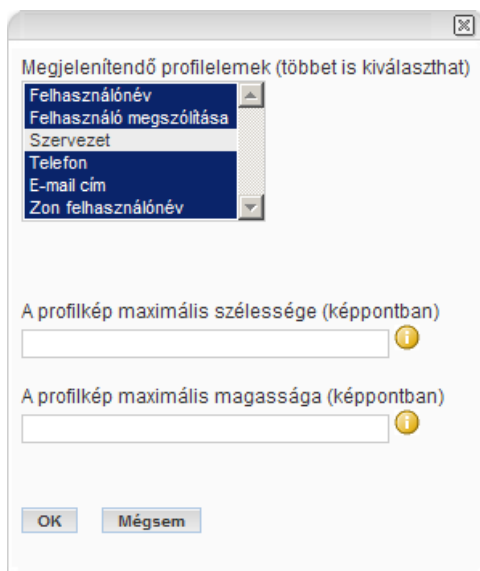 Megjelenítendő profilelemek (többet is kiválaszthat)
Felhasználónév
Felhasználó megszólítása
Szervezet
Telefon
E-mail cím
Zon felhasználónév
A profilkép maximális szélessége (képpontban)
A profilkép maximális magassága (képpontban)
OK Mégsem